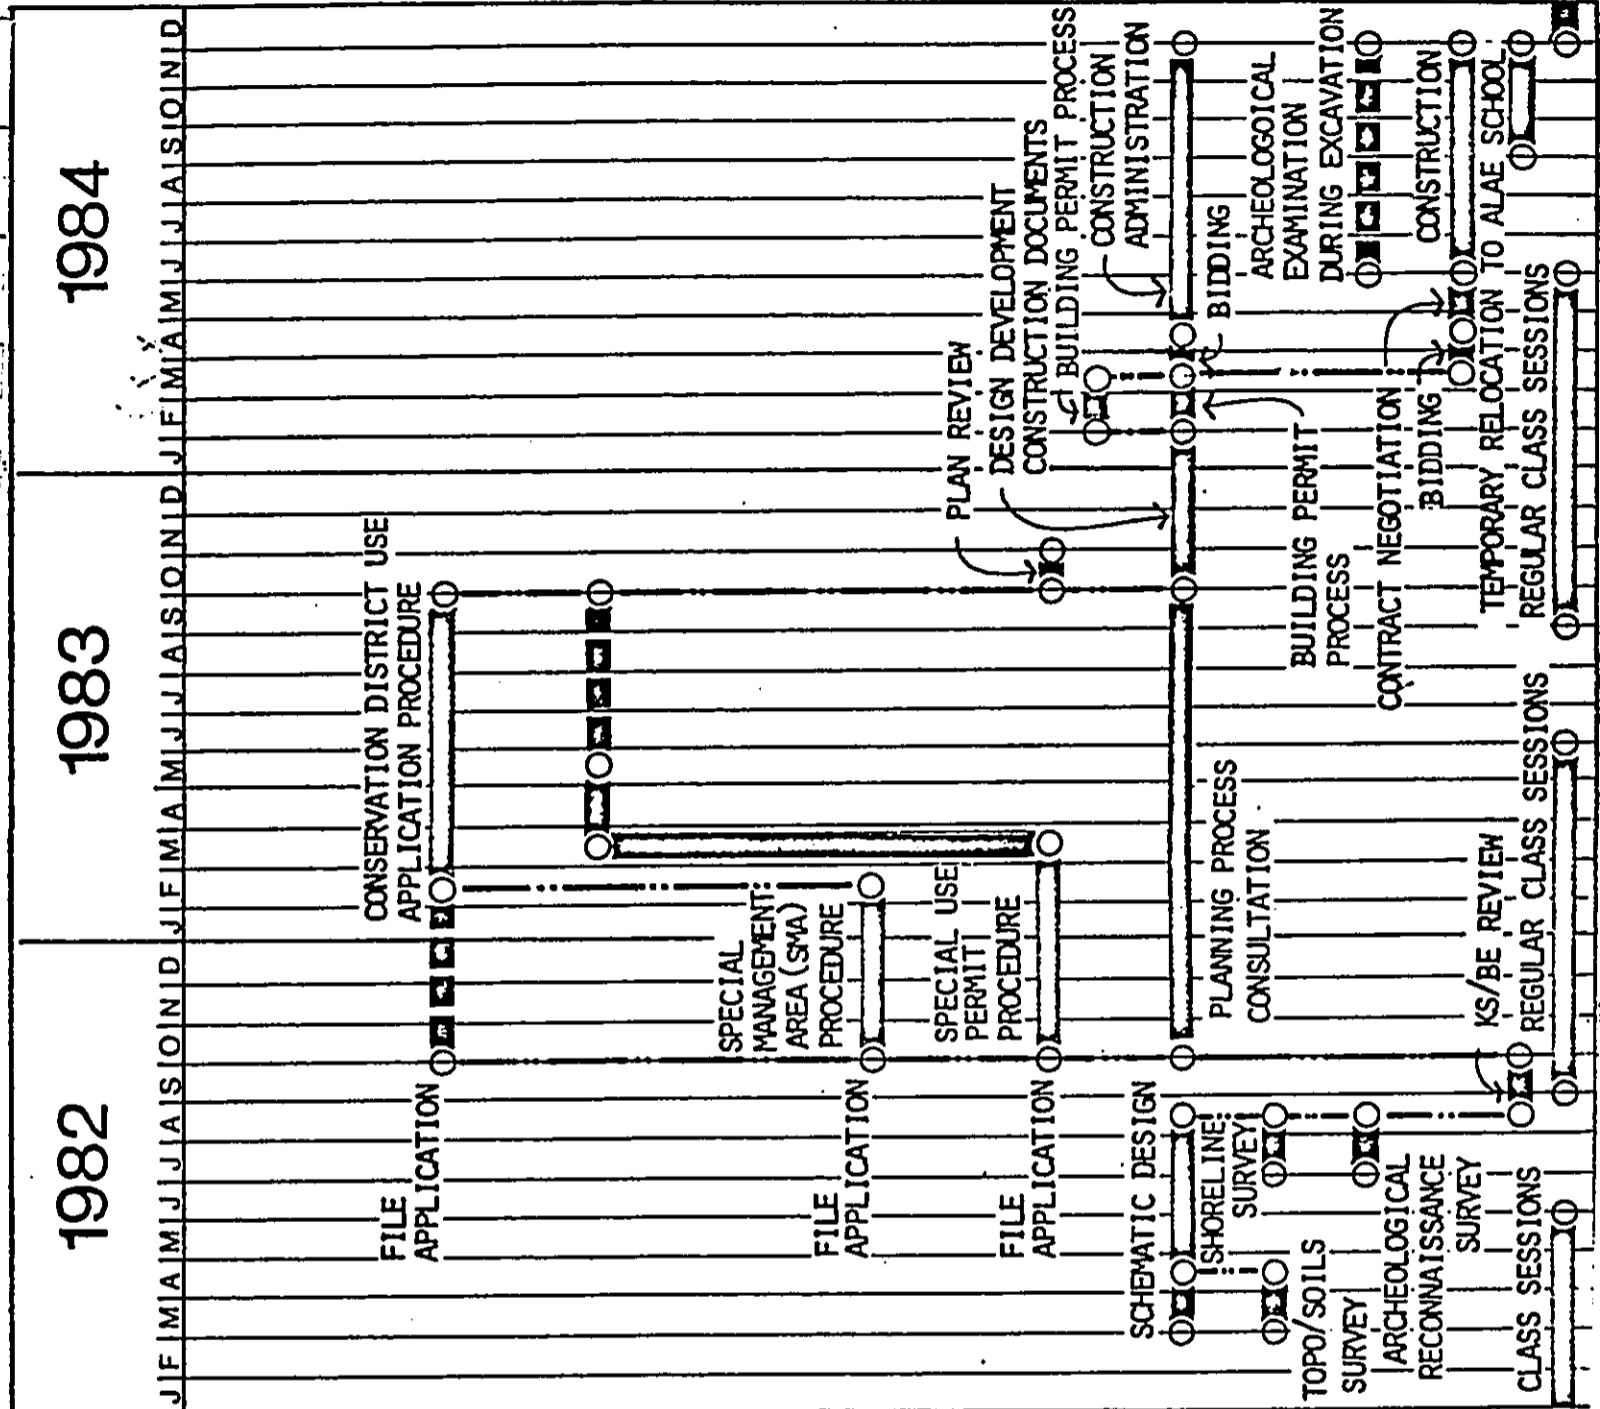 1982
1983
1984
J|F|M|A|M|J|J|A|S|O|N|D
J|F|M|A|M|J|J|A|S|O|N|D
J|F|M|A|M|J|J|A|S|O|N|D
CONSERVATION DISTRICT USE
APPLICATION PROCEDURE
FILE
APPLICATION
SPECIAL
MANAGEMENT
AREA (SMA)
PROCEDURE
FILE
APPLICATION
SPECIAL USE
PERMIT
PROCEDURE
FILE
APPLICATION
PLAN REVIEW
DESIGN DEVELOPMENT
CONSTRUCTION DOCUMENTS
BUILDING PERMIT PROCESS
CONSTRUCTION
ADMINISTRATION
SCHEMATIC DESIGN
PLANNING PROCESS
CONSULTATION
BIDDING
SHORELINE
SURVEY
ARCHEOLOGOICAL
EXAMINATION
DURING EXCAVATION
BUILDING PERMIT
PROCESS
TOPO/SOILS
SURVEY
ARCHEOLOGICAL
RECONNAISSANCE
SURVEY
CONTRACT NEGOTIATION
BIDDING
CONSTRUCTION
KS/BE REVIEW
TEMPORARY RELOCATION TO ALAE SCHOOL
CLASS SESSIONS
REGULAR CLASS SESSIONS
REGULAR CLASS SESSIONS